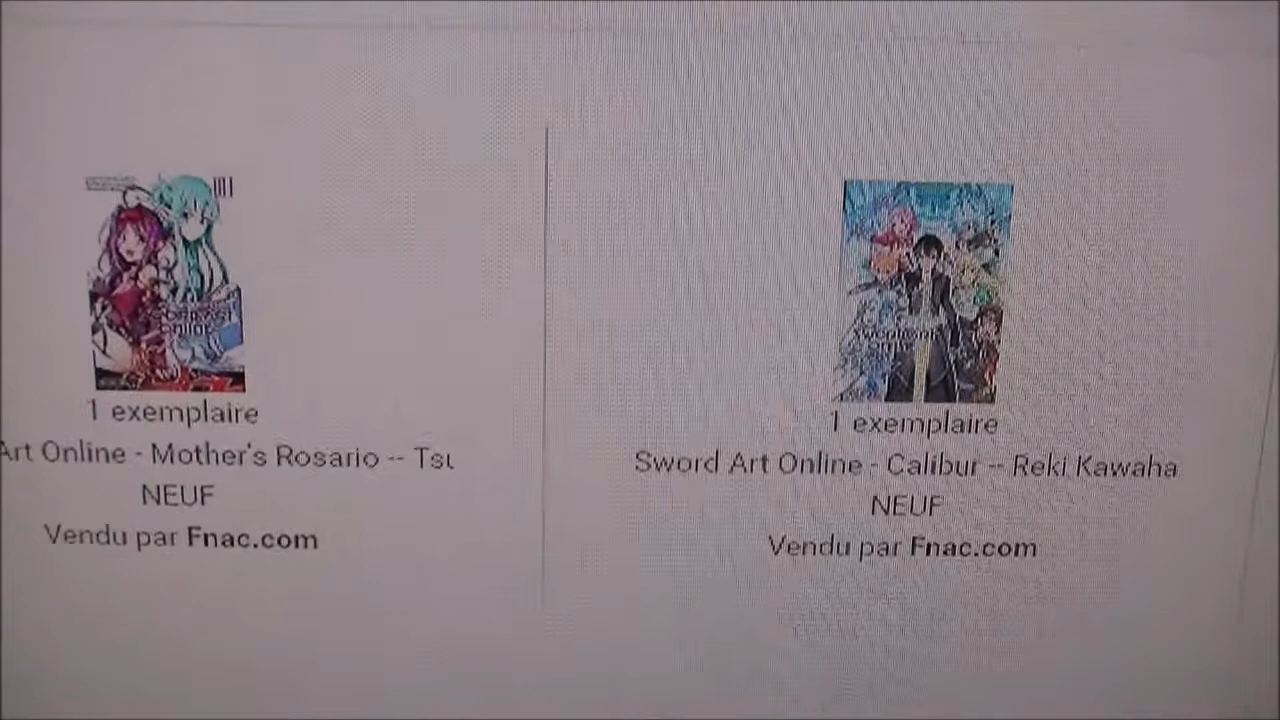 1 exemplaire
Art Online - Mother's Rosario -- Tsu
NEUF
Vendu par Fnac.com
1 exemplaire
Sword Art Online - Calibur -- Reki Kawaha
NEUF
Vendu par Fnac.com